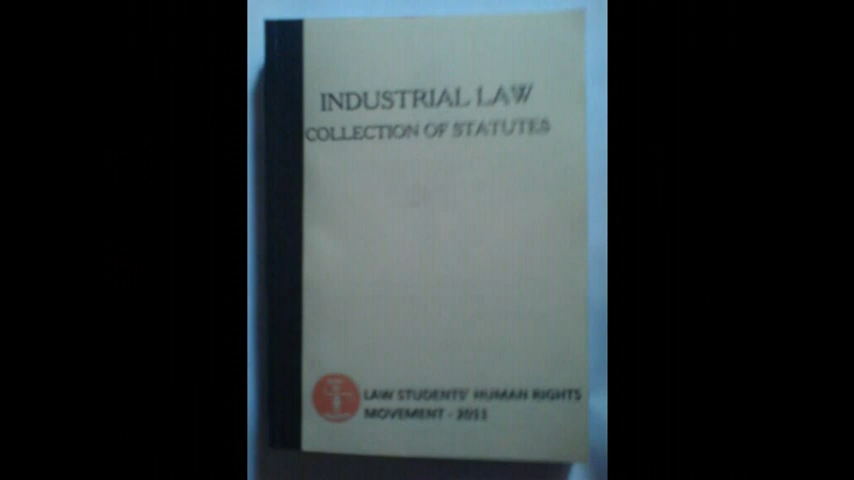 INDUSTRIAL LAW
COLLECTION OF STATUTES
LAW STUDENTS' HUMAN RIGHTS
MOVEMENT - 2011